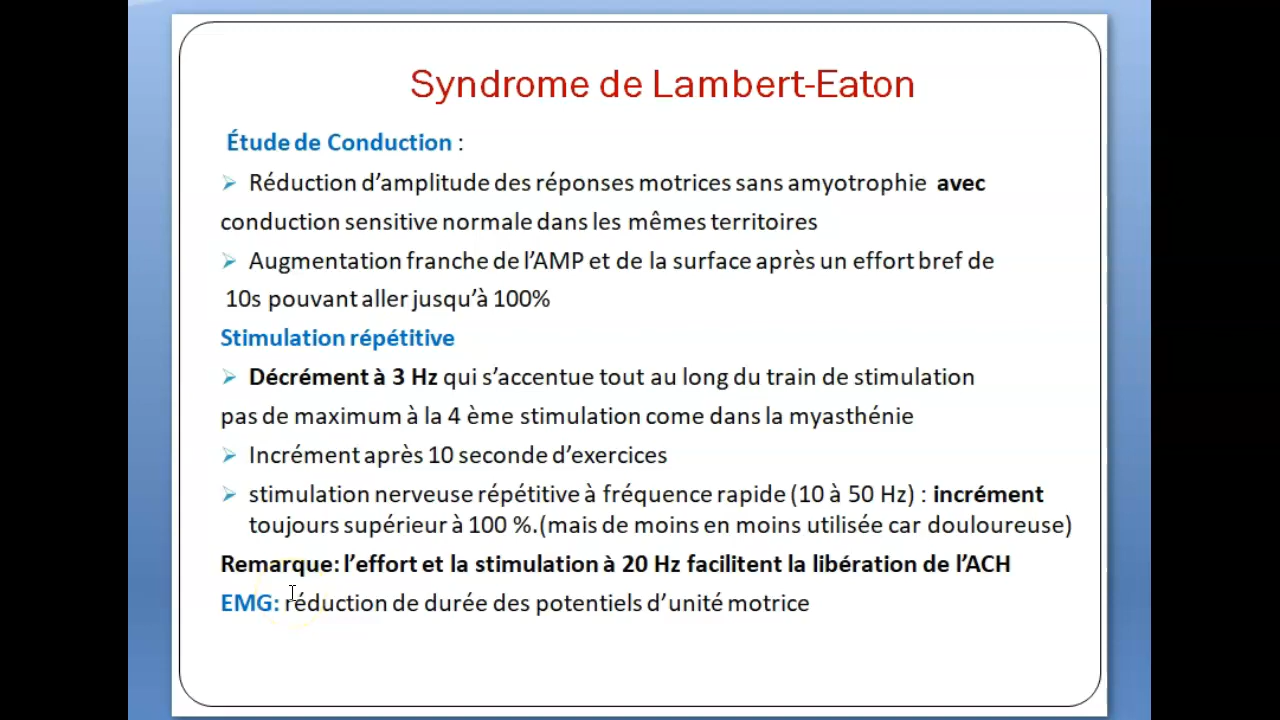 Syndrome de Lambert-Eaton
Étude de Conduction :
➢ Réduction d’amplitude des réponses motrices sans amyotrophie avec
conduction sensitive normale dans les mêmes territoires
➢ Augmentation franche de l’AMP et de la surface après un effort bref de
10s pouvant aller jusqu’à 100%
Stimulation répétitive
➢ Décrément à 3 Hz qui s’accentue tout au long du train de stimulation
pas de maximum à la 4 ème stimulation come dans la myasthénie
➢ Incrément après 10 seconde d’exercices
➢ stimulation nerveuse répétitive à fréquence rapide (10 à 50 Hz) : incrément
toujours supérieur à 100 %.(mais de moins en moins utilisée car douloureuse)
Remarque: l’effort et la stimulation à 20 Hz facilitent la libération de l’ACH
EMG: réduction de durée des potentiels d’unité motrice